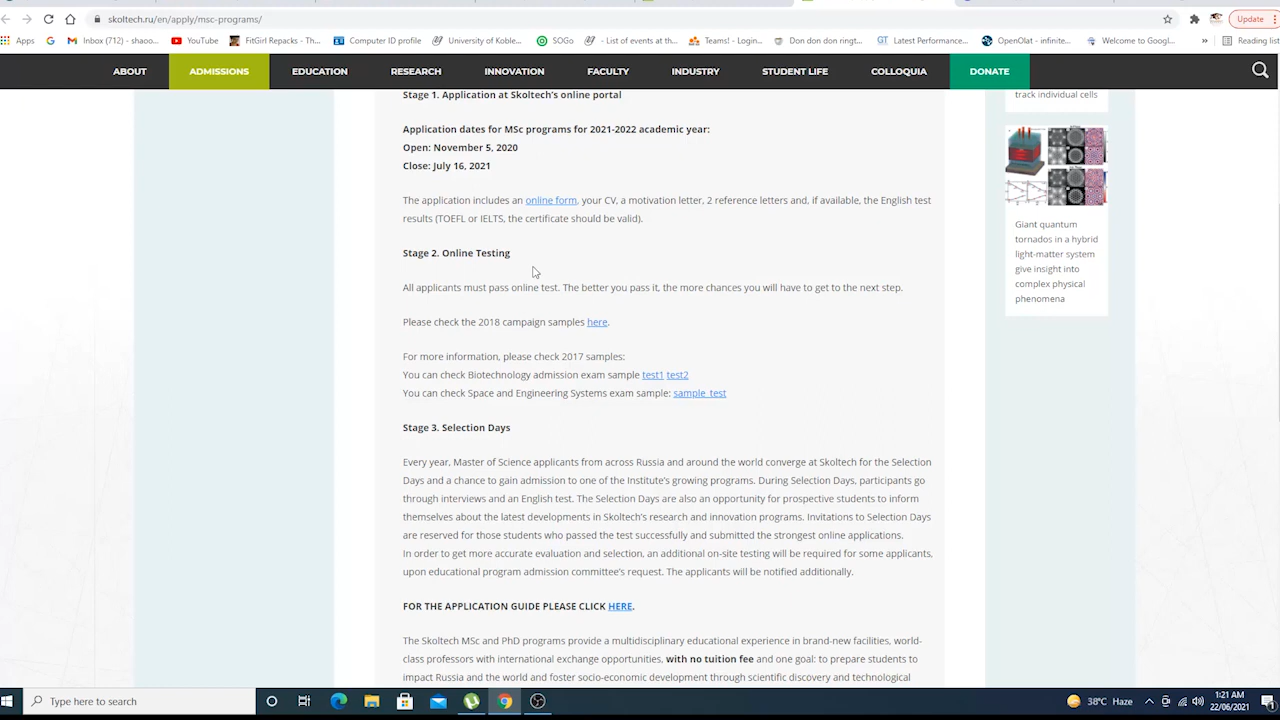 skoltech.ru/en/apply/msc-programs/
Update
Apps
Inbox (712) - shaoo...
YouTube
FitGirl Repacks - Th...
Computer ID profile
University of Koble...
SOGo
- List of events at th...
Teams! - Login...
Don don don ringt...
Latest Performance...
OpenOlat - infinite...
Welcome to Googl...
»
Reading list
ABOUT
ADMISSIONS
EDUCATION
RESEARCH
INNOVATION
FACULTY
INDUSTRY
STUDENT LIFE
COLLOQUIA
DONATE
Stage 1. Application at Skoltech's online portal
Application dates for MSc programs for 2021-2022 academic year:
Open: November 5, 2020
Close: July 16, 2021
The application includes an online form, your CV, a motivation letter, 2 reference letters and, if available, the English test
results (TOEFL or IELTS, the certificate should be valid).
Stage 2. Online Testing
All applicants must pass online test. The better you pass it, the more chances you will have to get to the next step.
Please check the 2018 campaign samples here.
For more information, please check 2017 samples:
You can check Biotechnology admission exam sample test1 test2
You can check Space and Engineering Systems exam sample: sample_test
Stage 3. Selection Days
Every year, Master of Science applicants from across Russia and around the world converge at Skoltech for the Selection
Days and a chance to gain admission to one of the Institute's growing programs. During Selection Days, participants go
through interviews and an English test. The Selection Days are also an opportunity for prospective students to inform
themselves about the latest developments in Skoltech's research and innovation programs. Invitations to Selection Days
are reserved for those students who passed the test successfully and submitted the strongest online applications.
In order to get more accurate evaluation and selection, an additional on-site testing will be required for some applicants,
upon educational program admission committee's request. The applicants will be notified additionally.
FOR THE APPLICATION GUIDE PLEASE CLICK HERE.
The Skoltech MSc and PhD programs provide a multidisciplinary educational experience in brand-new facilities, world-
class professors with international exchange opportunities, with no tuition fee and one goal: to prepare students to
impact Russia and the world and foster socio-economic development through scientific discovery and technological
track individual cells
Giant quantum
tornados in a hybrid
light-matter system
give insight into
complex physical
phenomena
Type here to search
38°C Haze
1:21 AM
22/06/2021